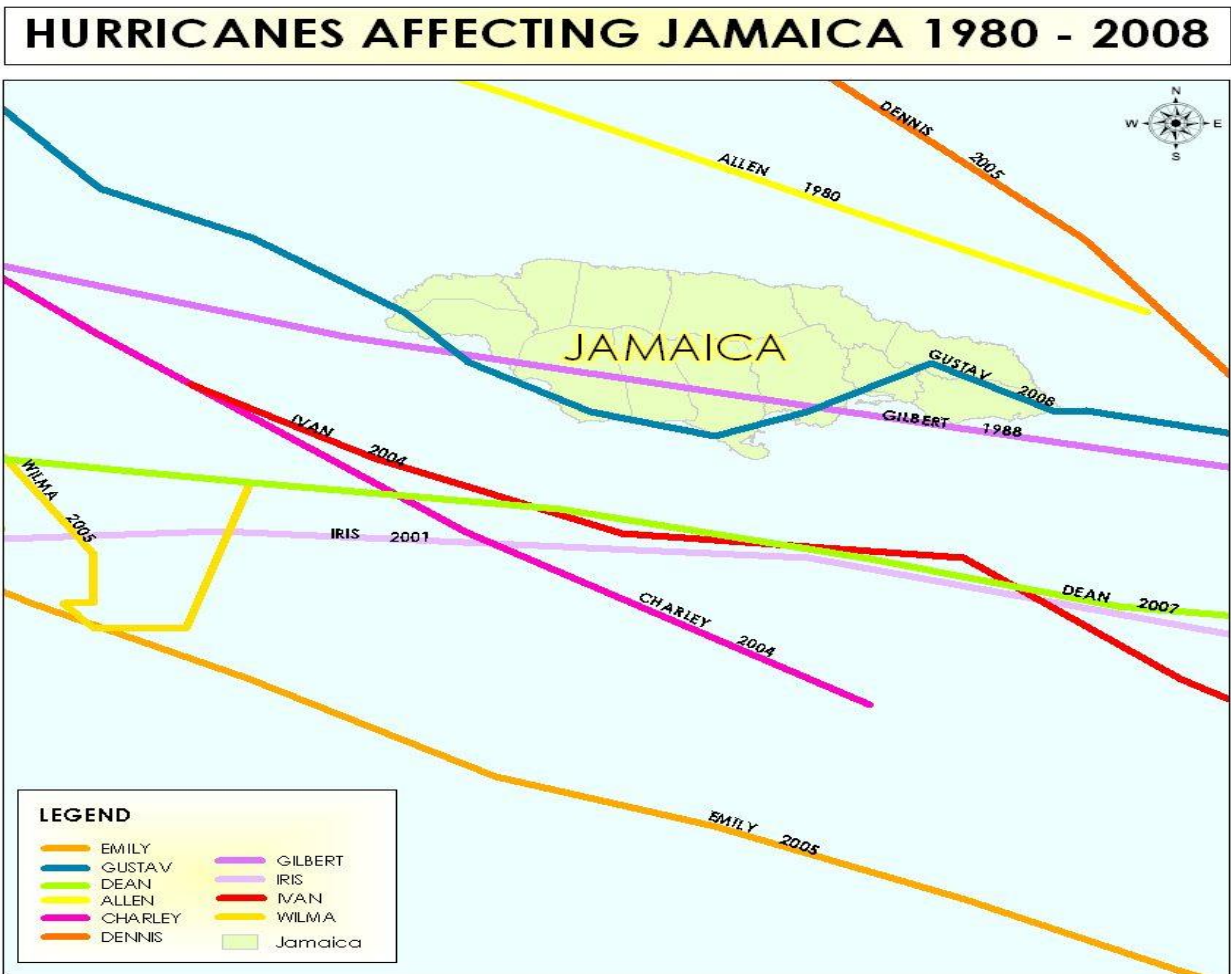 HURRICANES AFFECTING JAMAICA 1980 - 2008
N
W E
S
DENNIS 2005
ALLEN 1980
JAMAICA
GUSTAV 2008
GILBERT 1988
IVAN 2004
WILMA 2005
IRIS 2001
DEAN 2007
CHARLEY 2004
EMILY 2005
LEGEND
EMILY
GUSTAV
DEAN
ALLEN
CHARLEY
DENNIS
GILBERT
IRIS
IVAN
WILMA
Jamaica